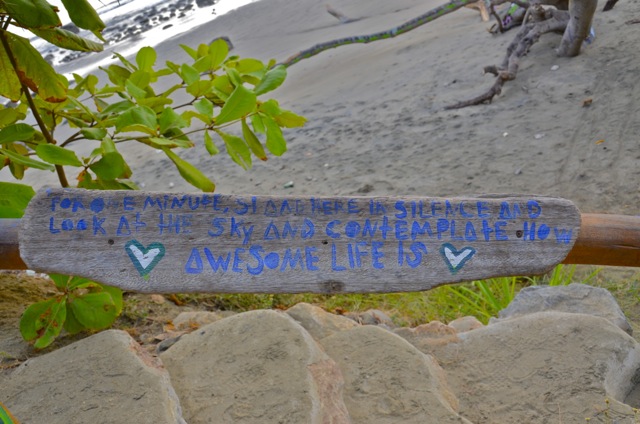 FOR ONE MINUTE, STAND HERE IN SILENCE AND
LOOK AT THE SKY AND CONTEMPLATE HOW
AWESOME LIFE IS